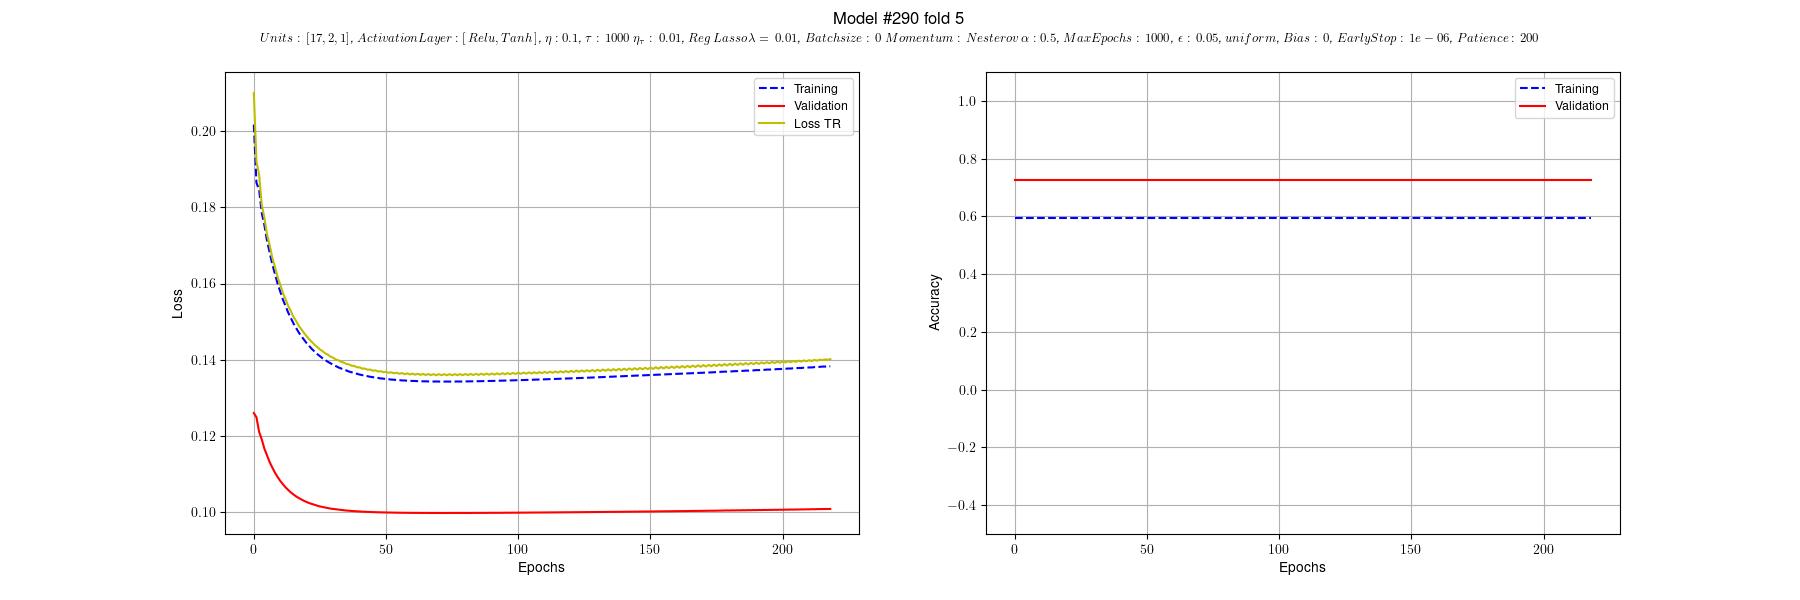 Model #290 fold 5
Units : [17, 2, 1], ActivationLayer : [ Relu, Tanh], η : 0.1, τ : 1000 ητ : 0.01, Reg Lassoλ = 0.01, Batchsize : 0 Momentum : Nesterov α : 0.5, MaxEpochs : 1000, ϵ : 0.05, uniform, Bias : 0, EarlyStop : 1e − 06, Patience : 200
Training
Validation
Loss TR
0.20
0.18
0.16
0.14
0.12
0.10
Loss
0
50
100
150
200
Epochs
Training
Validation
1.0
0.8
0.6
0.4
0.2
0.0
−0.2
−0.4
Accuracy
0
50
100
150
200
Epochs